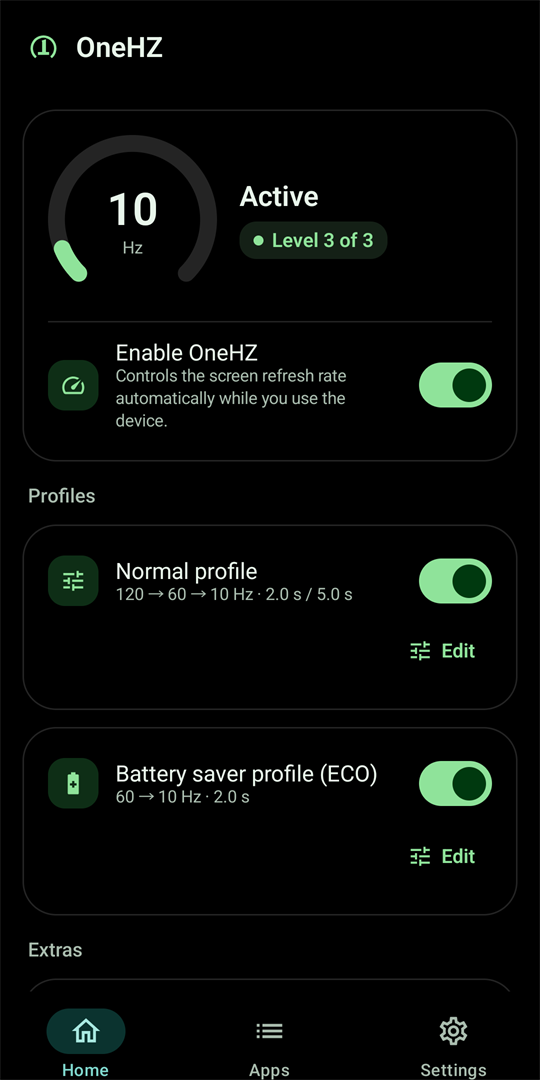 OneHZ
10
Hz
Active
Level 3 of 3
Enable OneHZ
Controls the screen refresh rate
automatically while you use the
device.
Profiles
Normal profile
120 → 60 → 10 Hz · 2.0 s / 5.0 s
Edit
Battery saver profile (ECO)
60 → 10 Hz · 2.0 s
Edit
Extras
Home
Apps
Settings